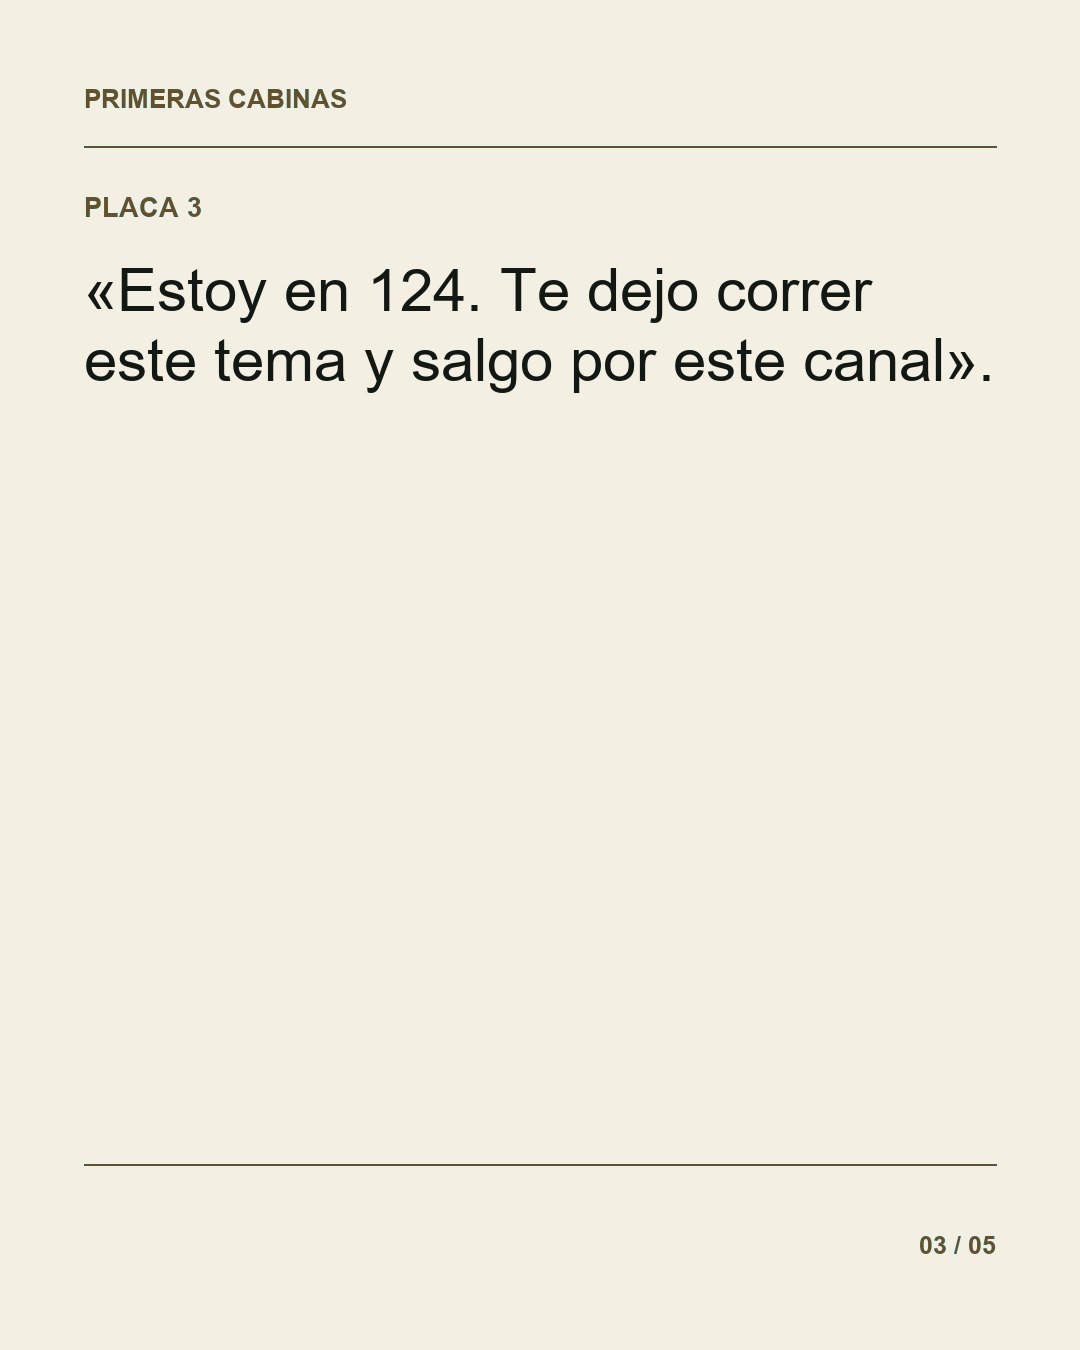 PRIMERAS CABINAS
PLACA 3
«Estoy en 124. Te dejo correr
este tema y salgo por este canal».
03 / 05